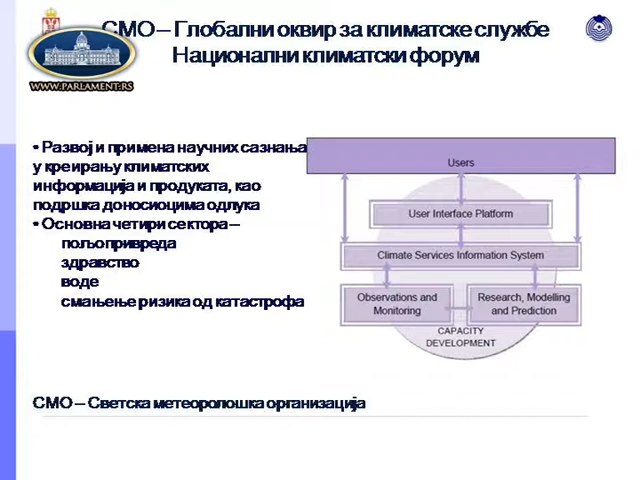 СМО – Глобални оквир за климатске службе
Национални климатски форум
WWW.PARLAMENT.RS
• Развој и примена научних сазнања
у креирању климатских
информација и продуката, као
подршка доносиоцима одлука
• Основна четири сектора –
пољопривреда
здравство
воде
смањење ризика од катастрофа
Users
User Interface Platform
Climate Services Information System
Observations and
Monitoring
Research, Modelling
and Prediction
CAPACITY
DEVELOPMENT
СМО – Светска метеоролошка организација